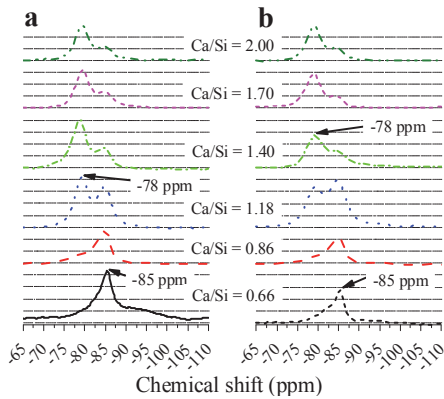 a
b
Ca/Si = 2.00
Ca/Si = 1.70
-78 ppm
Ca/Si = 1.40
-78 ppm
Ca/Si = 1.18
Ca/Si = 0.86
-85 ppm
-85 ppm
Ca/Si = 0.66
-65 -70 -75 -80 -85 -90 -95 -100 -105 -110
-65 -70 -75 -80 -85 -90 -95 -100 -105 -110
Chemical shift (ppm)